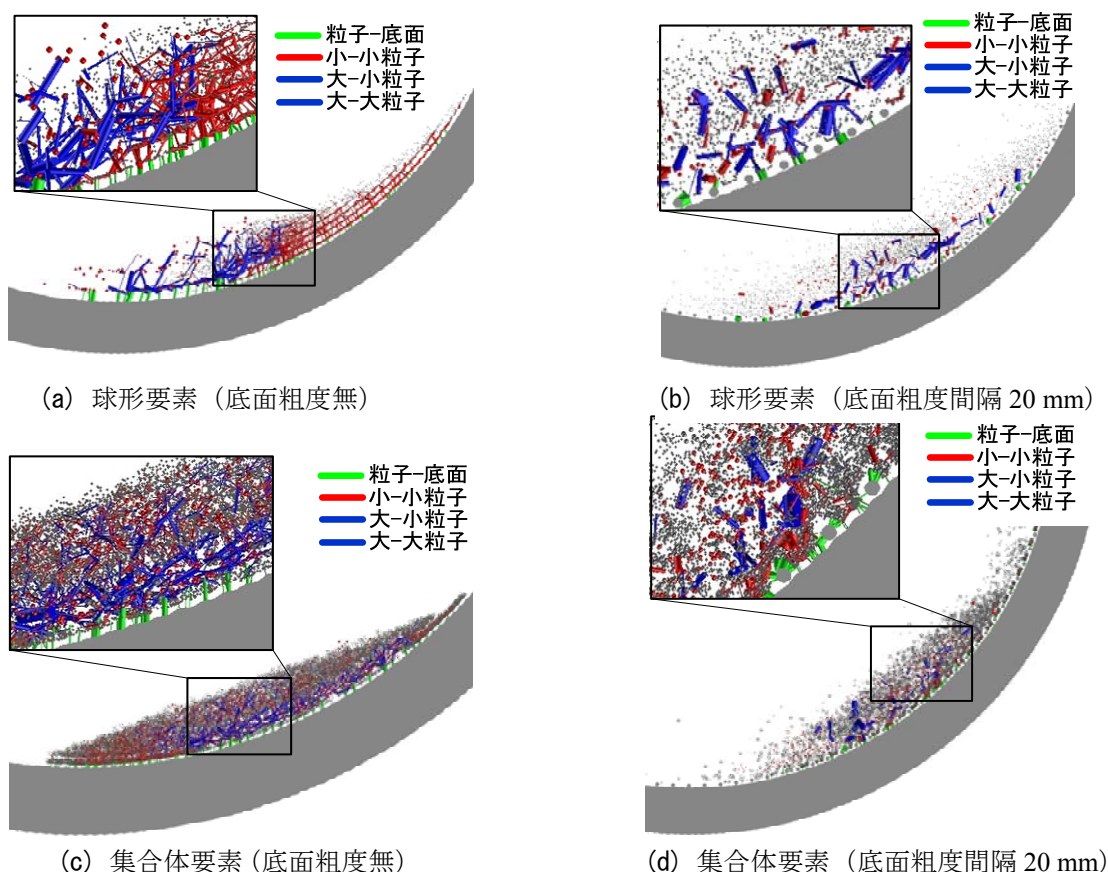 粒子-底面
小-小粒子
大-小粒子
大-大粒子
(a) 球形要素（底面粗度無）
粒子-底面
小-小粒子
大-小粒子
大-大粒子
(b) 球形要素（底面粗度間隔 20 mm）
粒子-底面
小-小粒子
大-小粒子
大-大粒子
(c) 集合体要素（底面粗度無）
粒子-底面
小-小粒子
大-小粒子
大-大粒子
(d) 集合体要素（底面粗度間隔 20 mm）